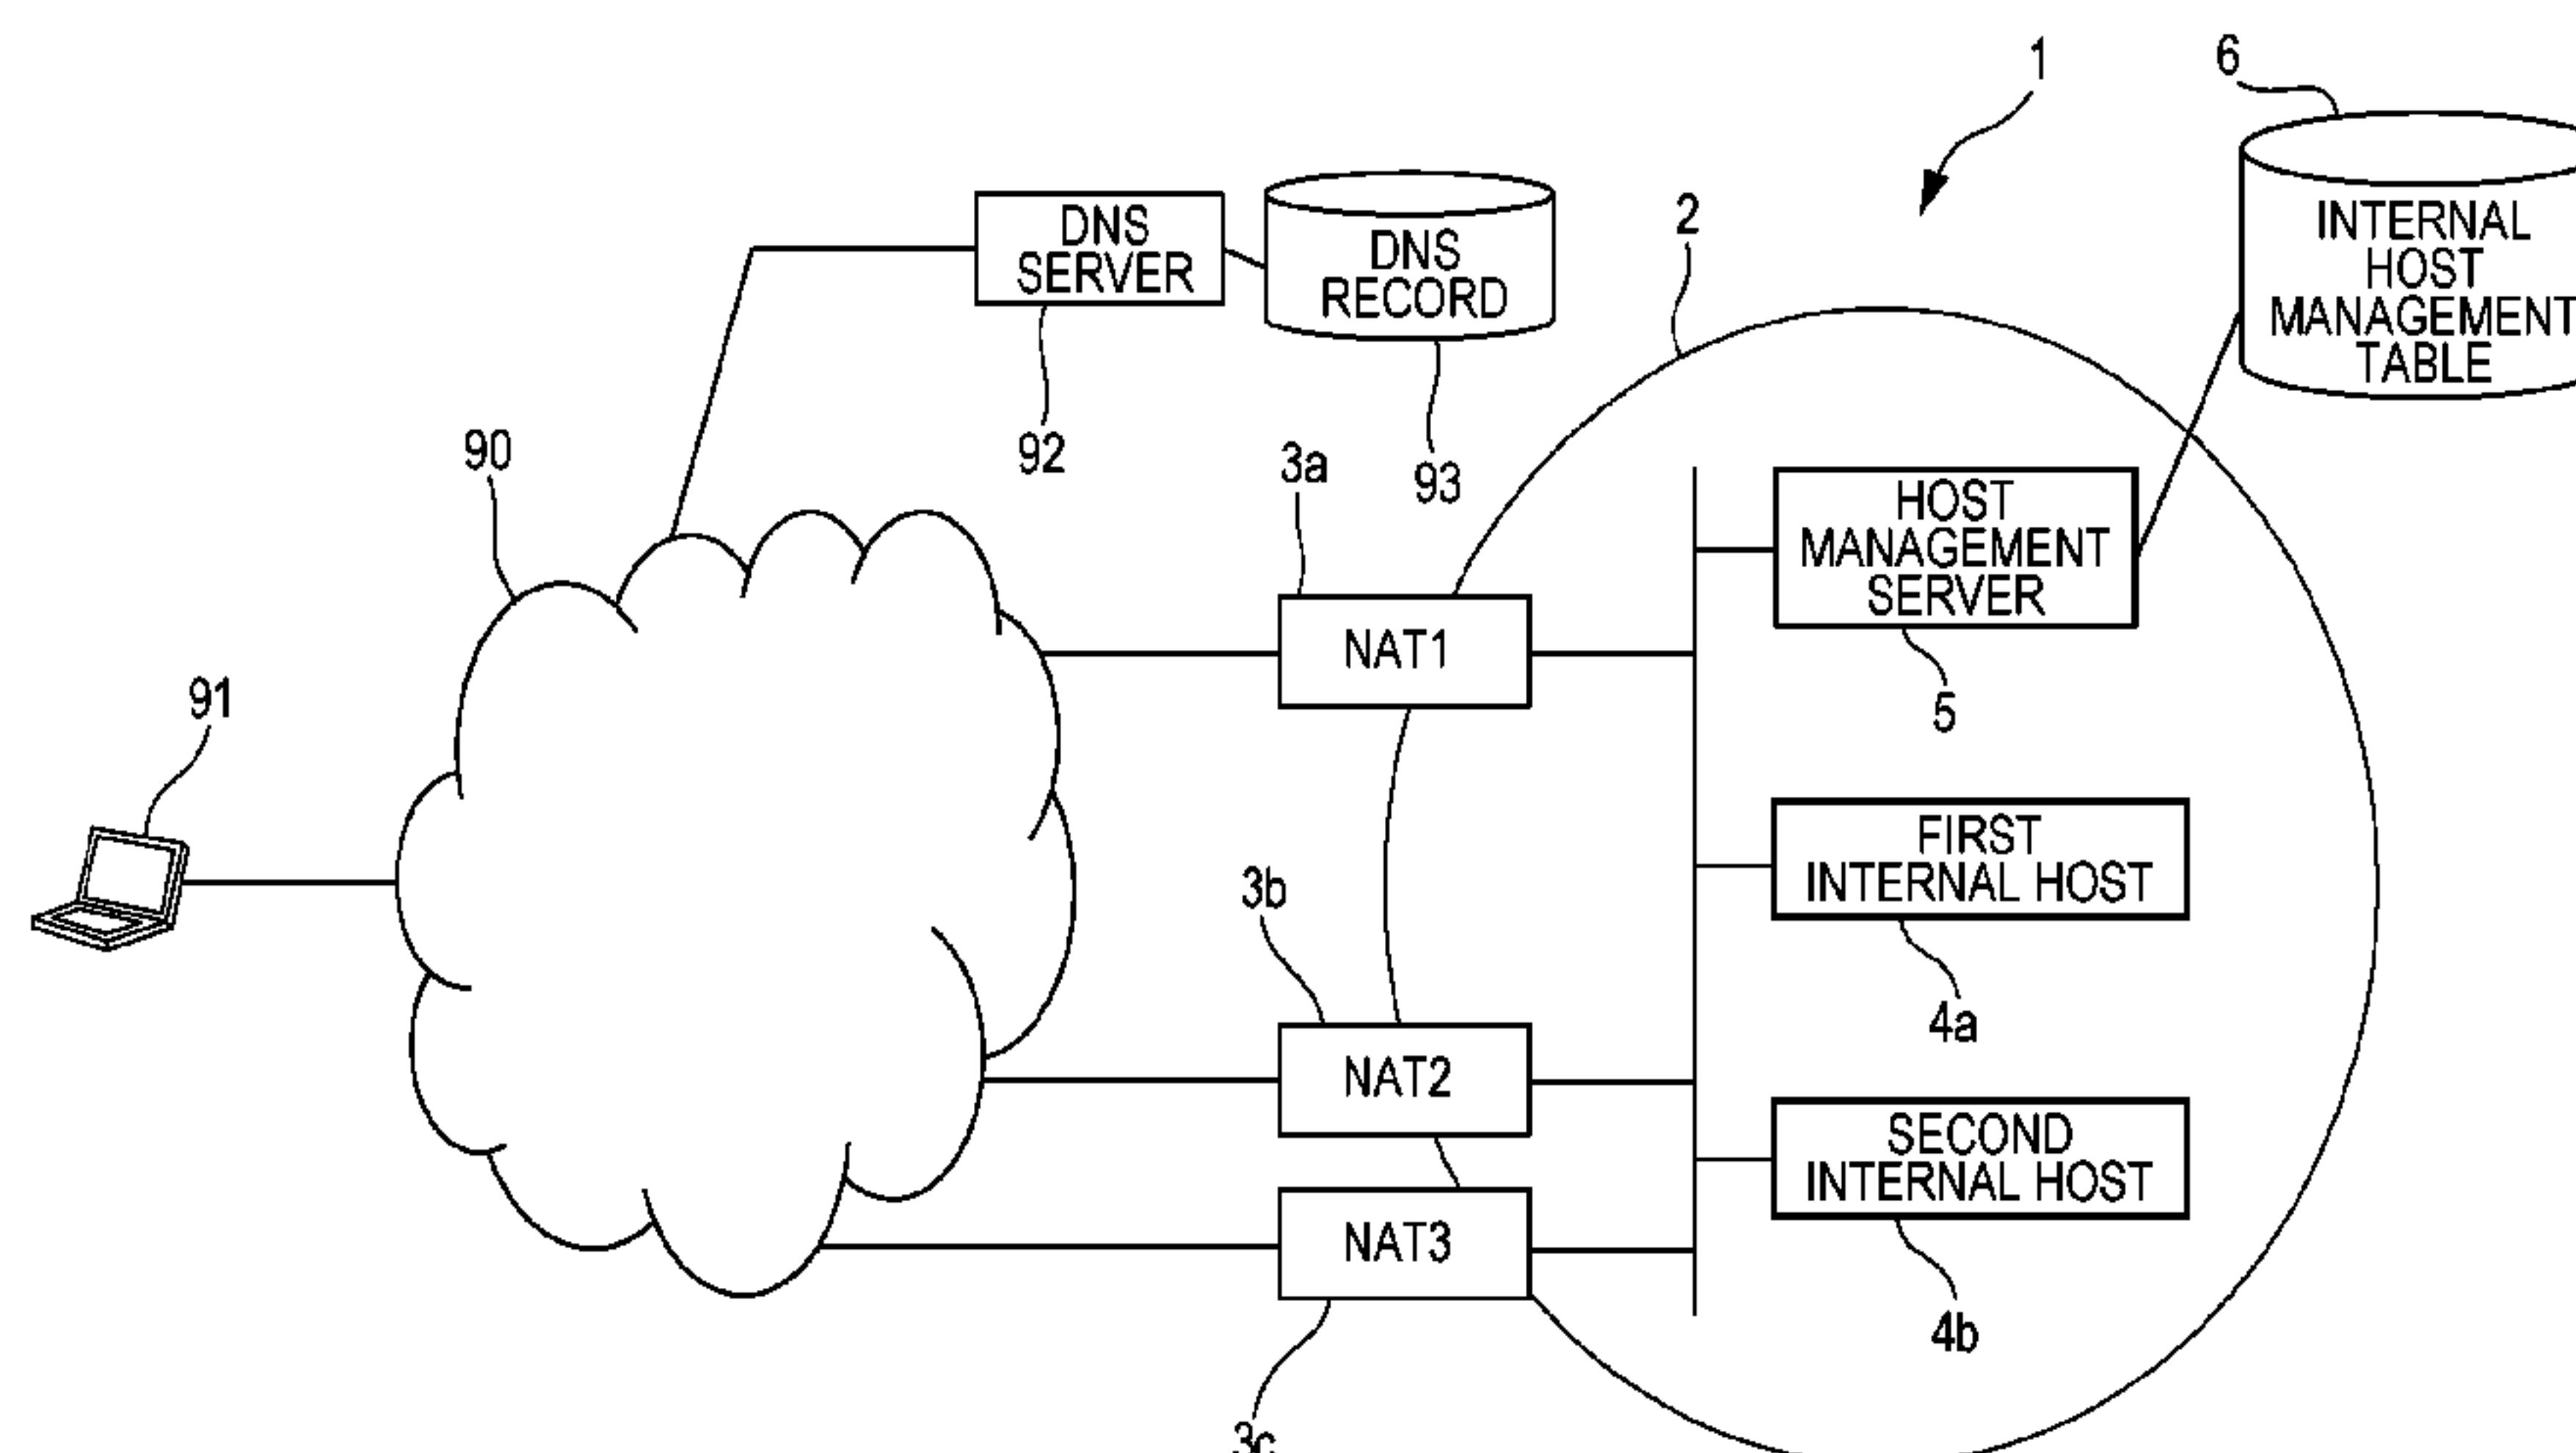 1
6
INTERNAL
HOST
MANAGEMENT
TABLE
2
DNS
SERVER
DNS
RECORD
92
93
90
3a
HOST
MANAGEMENT
SERVER
NAT1
5
91
FIRST
INTERNAL HOST
3b
4a
NAT2
SECOND
INTERNAL HOST
NAT3
4b
3c